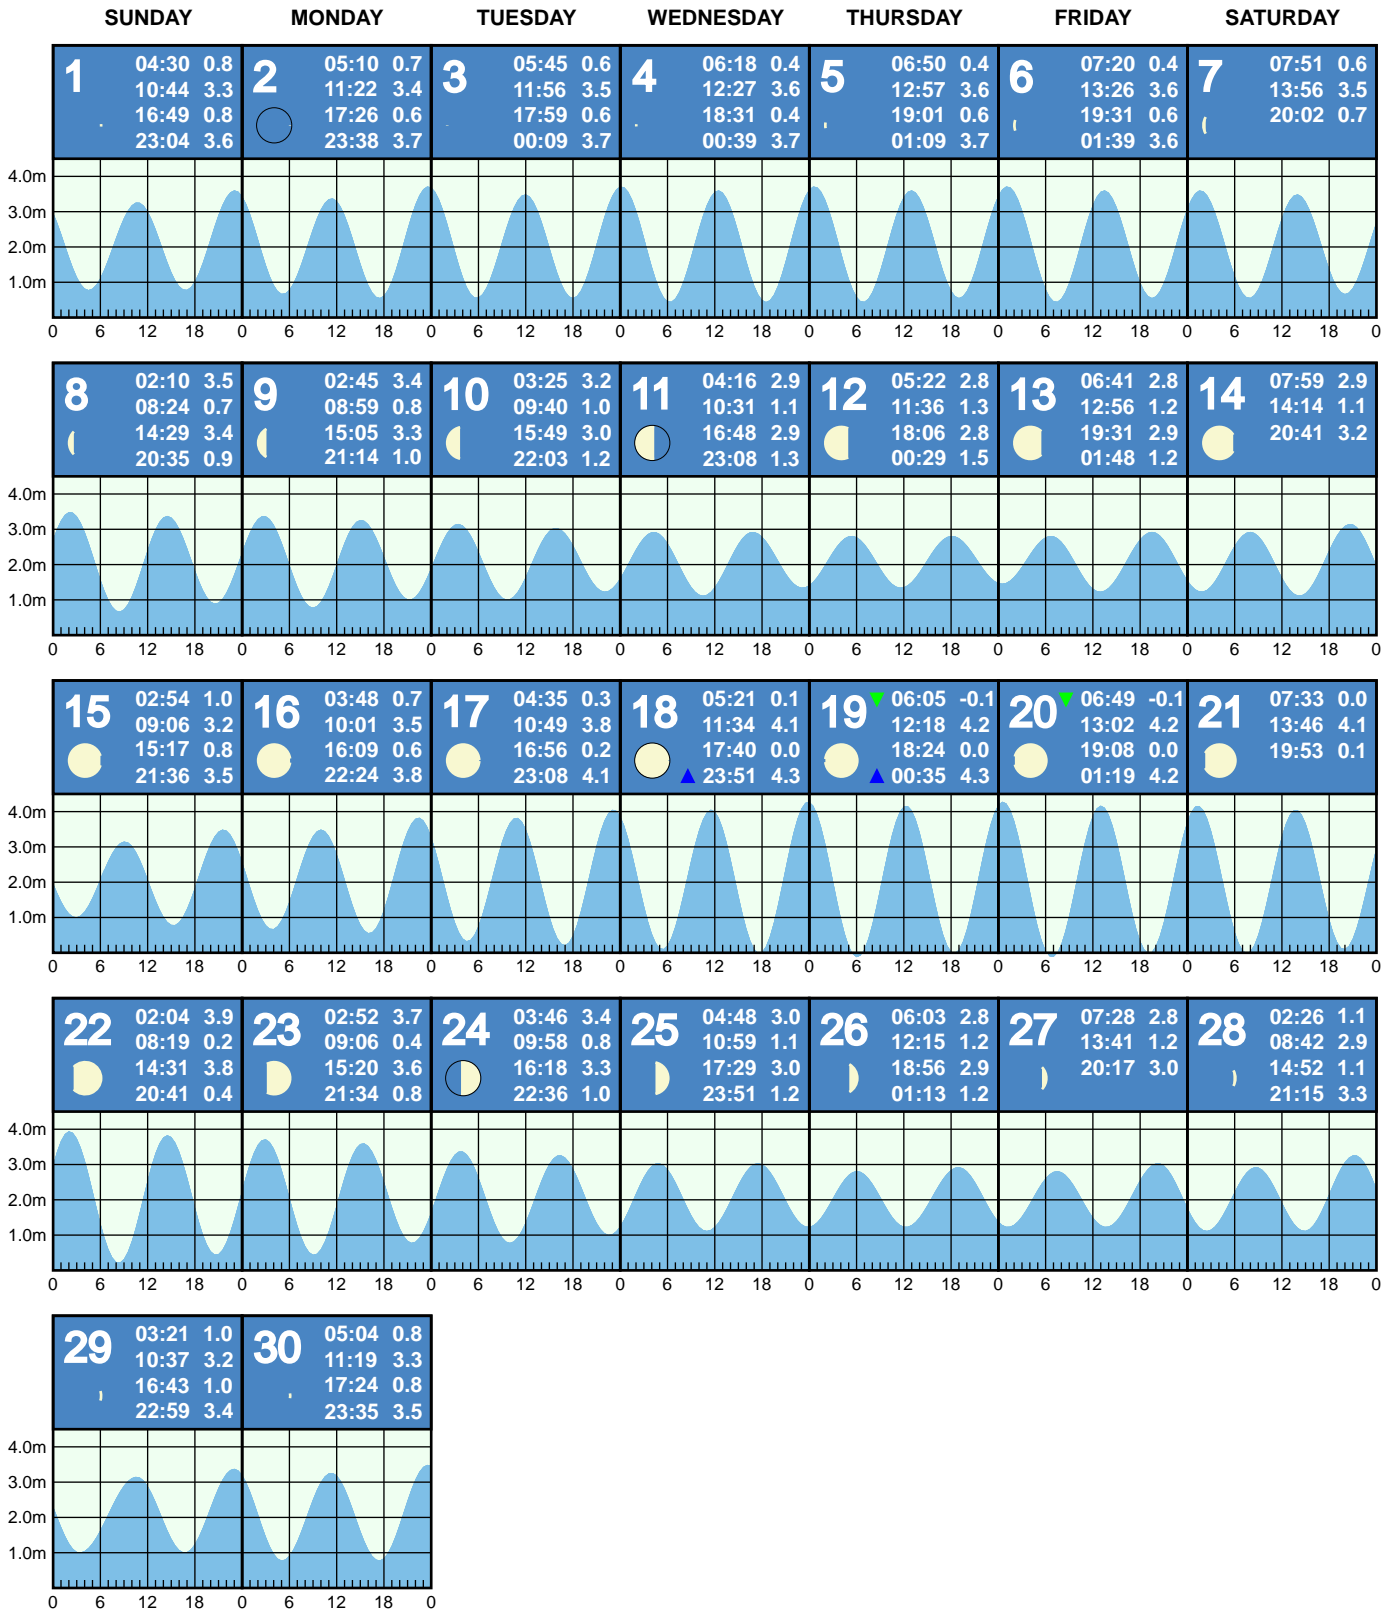 SUNDAY MONDAY TUESDAY WEDNESDAY THURSDAY FRIDAY SATURDAY
1 04:30 0.8
10:44 3.3
16:49 0.8
23:04 3.6
2 05:10 0.7
11:22 3.4
17:26 0.6
23:38 3.7
3 05:45 0.6
11:56 3.5
17:59 0.6
00:09 3.7
4 06:18 0.4
12:27 3.6
18:31 0.4
00:39 3.7
5 06:50 0.4
12:57 3.6
19:01 0.6
01:09 3.7
6 07:20 0.4
13:26 3.6
19:31 0.6
01:39 3.6
7 07:51 0.6
13:56 3.5
20:02 0.7
4.0m
3.0m
2.0m
1.0m
0 6 12 18 0 6 12 18 0 6 12 18 0 6 12 18 0 6 12 18 0 6 12 18 0 6 12 18 0
8 02:10 3.5
08:24 0.7
14:29 3.4
20:35 0.9
9 02:45 3.4
08:59 0.8
15:05 3.3
21:14 1.0
10 03:25 3.2
09:40 1.0
15:49 3.0
22:03 1.2
11 04:16 2.9
10:31 1.1
16:48 2.9
23:08 1.3
12 05:22 2.8
11:36 1.3
18:06 2.8
00:29 1.5
13 06:41 2.8
12:56 1.2
19:31 2.9
01:48 1.2
14 07:59 2.9
14:14 1.1
20:41 3.2
4.0m
3.0m
2.0m
1.0m
0 6 12 18 0 6 12 18 0 6 12 18 0 6 12 18 0 6 12 18 0 6 12 18 0 6 12 18 0
15 02:54 1.0
09:06 3.2
15:17 0.8
21:36 3.5
16 03:48 0.7
10:01 3.5
16:09 0.6
22:24 3.8
17 04:35 0.3
10:49 3.8
16:56 0.2
23:08 4.1
18 05:21 0.1
11:34 4.1
17:40 0.0
23:51 4.3
19 06:05 -0.1
12:18 4.2
18:24 0.0
00:35 4.3
20 06:49 -0.1
13:02 4.2
19:08 0.0
01:19 4.2
21 07:33 0.0
13:46 4.1
19:53 0.1
4.0m
3.0m
2.0m
1.0m
0 6 12 18 0 6 12 18 0 6 12 18 0 6 12 18 0 6 12 18 0 6 12 18 0 6 12 18 0
22 02:04 3.9
08:19 0.2
14:31 3.8
20:41 0.4
23 02:52 3.7
09:06 0.4
15:20 3.6
21:34 0.8
24 03:46 3.4
09:58 0.8
16:18 3.3
22:36 1.0
25 04:48 3.0
10:59 1.1
17:29 3.0
23:51 1.2
26 06:03 2.8
12:15 1.2
18:56 2.9
01:13 1.2
27 07:28 2.8
13:41 1.2
20:17 3.0
28 02:26 1.1
08:42 2.9
14:52 1.1
21:15 3.3
4.0m
3.0m
2.0m
1.0m
0 6 12 18 0 6 12 18 0 6 12 18 0 6 12 18 0 6 12 18 0 6 12 18 0 6 12 18 0
29 03:21 1.0
10:37 3.2
16:43 1.0
22:59 3.4
30 05:04 0.8
11:19 3.3
17:24 0.8
23:35 3.5
4.0m
3.0m
2.0m
1.0m
0 6 12 18 0 6 12 18 0